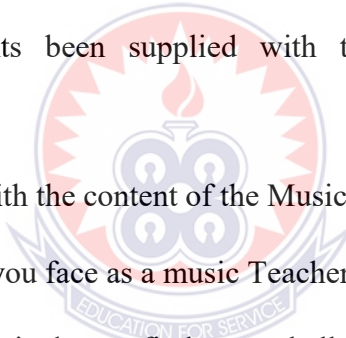 ts been supplied with t
ith the content of the Music
you face as a music Teacher
EDUCATION FOR SERVICE